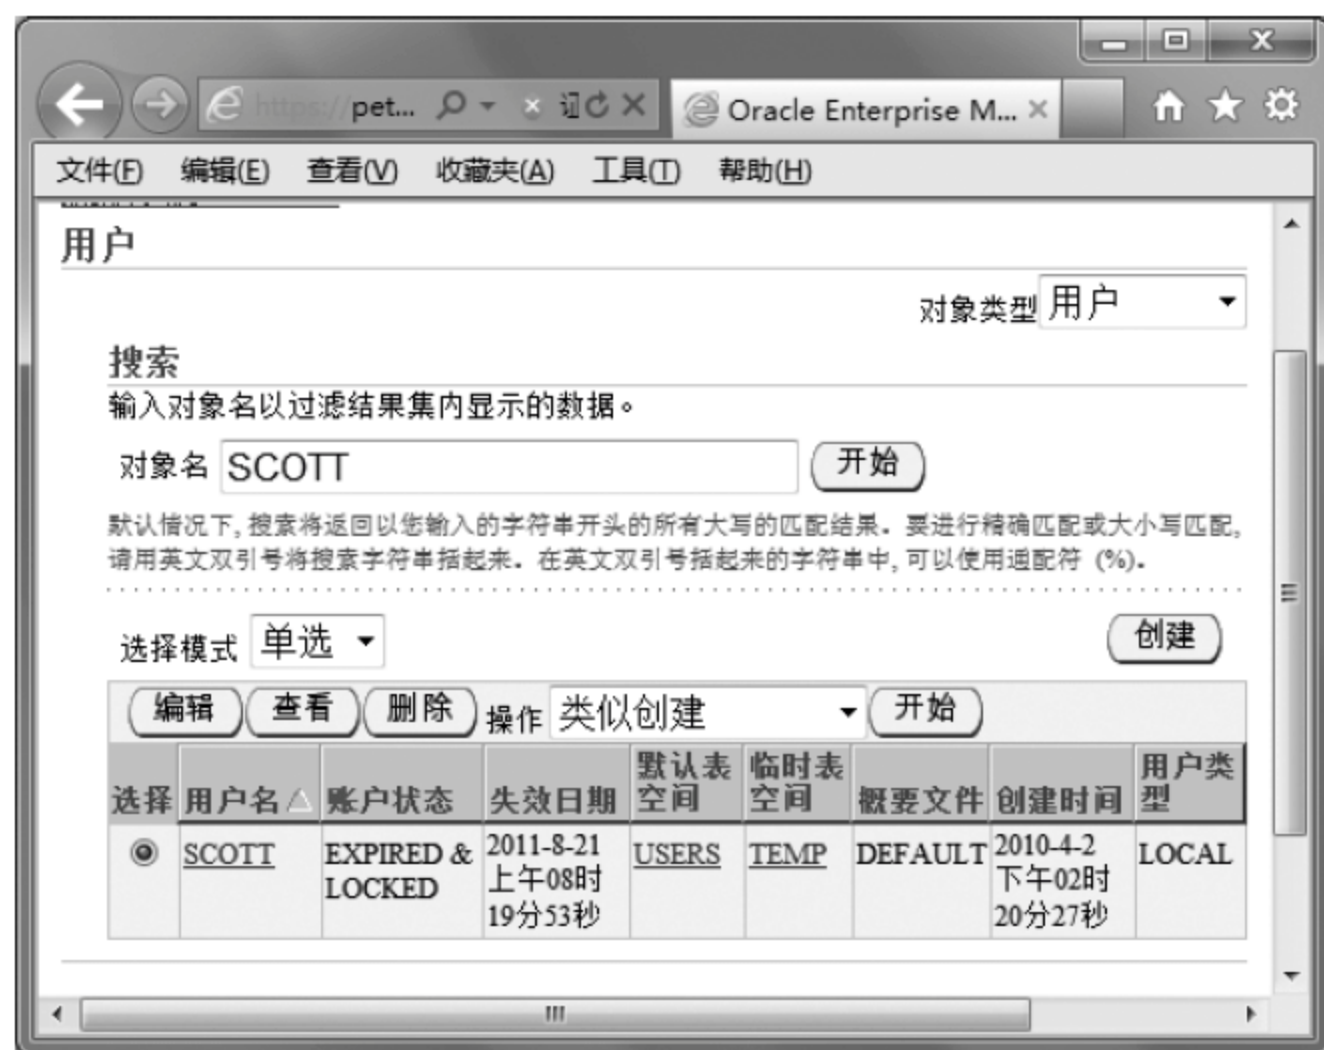 https://pet...
Oracle Enterprise M...
文件(F) 编辑(E) 查看(V) 收藏夹(A) 工具(T) 帮助(H)
用户
对象类型 用户
搜索
输入对象名以过滤结果集内显示的数据。
对象名 SCOTT 开始
默认情况下, 搜索将返回以您输入的字符串开头的所有大写的匹配结果。要进行精确匹配或大小写匹配,
请用英文双引号将搜索字符串括起来。在英文双引号括起来的字符串中, 可以使用通配符 (%)。
选择模式 单选 创建
编辑 查看 删除 操作 类似创建 开始
选择 用户名 账户状态 失效日期 默认表空间 临时表空间 概要文件 创建时间 用户类型
SCOTT EXPIRED & LOCKED 2011-8-21 上午08时19分53秒 USERS TEMP DEFAULT 2010-4-2 下午02时20分27秒 LOCAL